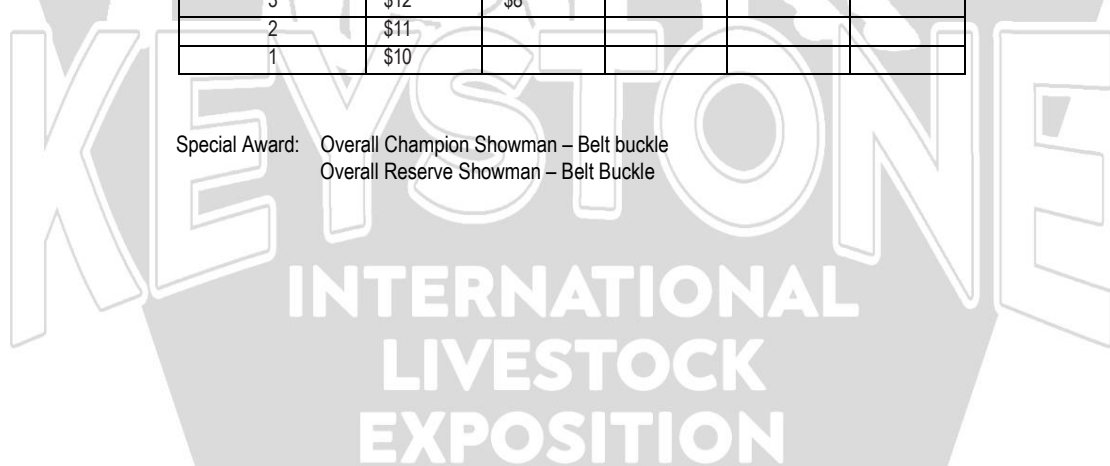 3 $12 $6
2 $11
1 $10
Special Award: Overall Champion Showman – Belt buckle
Overall Reserve Showman – Belt Buckle
KEYSTONE
INTERNATIONAL
LIVESTOCK
EXPOSITION